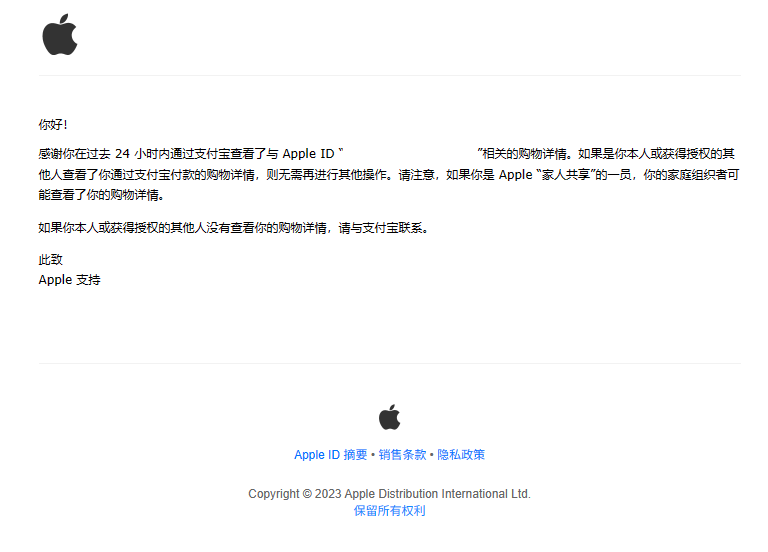 你好！
感谢你在过去 24 小时内通过支付宝查看了与 Apple ID “ ”相关的购物详情。如果是你本人或获得授权的其
他人查看了你通过支付宝付款的购物详情，则无需再进行其他操作。请注意，如果你是 Apple “家人共享”的一员，你的家庭组织者可
能查看了你的购物详情。
如果你本人或获得授权的其他人没有查看你的购物详情，请与支付宝联系。
此致
Apple 支持
Apple ID 摘要 • 销售条款 • 隐私政策
Copyright © 2023 Apple Distribution International Ltd.
保留所有权利